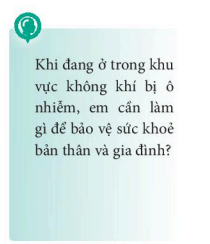 Khi đang ở trong khu
vực không khí bị ô
nhiễm, em cần làm
gì để bảo vệ sức khoẻ
bản thân và gia đình?